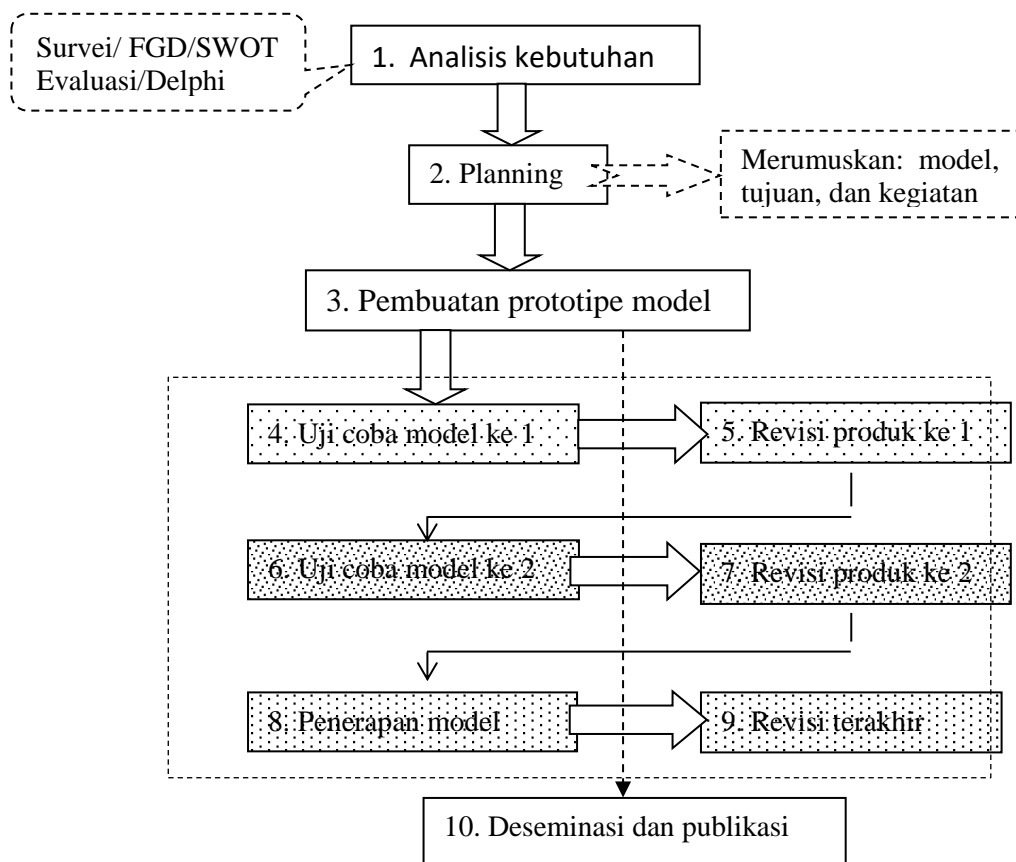 Survei/ FGD/SWOT
Evaluasi/Delphi
1. Analisis kebutuhan
2. Planning
Merumuskan: model,
tujuan, dan kegiatan
3. Pembuatan prototipe model
4. Uji coba model ke 1
5. Revisi produk ke 1
6. Uji coba model ke 2
7. Revisi produk ke 2
8. Penerapan model
9. Revisi terakhir
10. Deseminasi dan publikasi